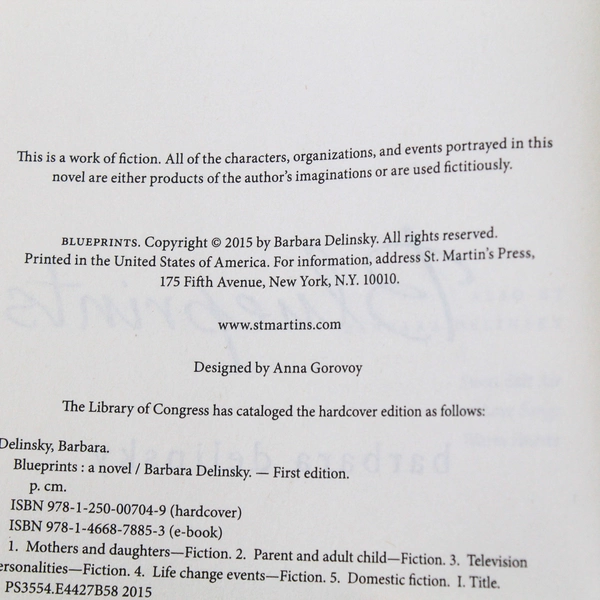 This is a work of fiction. All of the characters, organizations, and events portrayed in this
novel are either products of the author's imaginations or are used fictitiously.
BLUEPRINTS. Copyright © 2015 by Barbara Delinsky. All rights reserved.
Printed in the United States of America. For information, address St. Martin's Press,
175 Fifth Avenue, New York, N.Y. 10010.
www.stmartins.com
Designed by Anna Gorovoy
The Library of Congress has cataloged the hardcover edition as follows:
Delinsky, Barbara.
Blueprints : a novel / Barbara Delinsky. — First edition.
p. cm.
ISBN 978-1-250-00704-9 (hardcover)
ISBN 978-1-4668-7885-3 (e-book)
1. Mothers and daughters—Fiction. 2. Parent and adult child—Fiction. 3. Television
ersonalities—Fiction. 4. Life change events—Fiction. 5. Domestic fiction. I. Title.
PS3554.E4427B58 2015